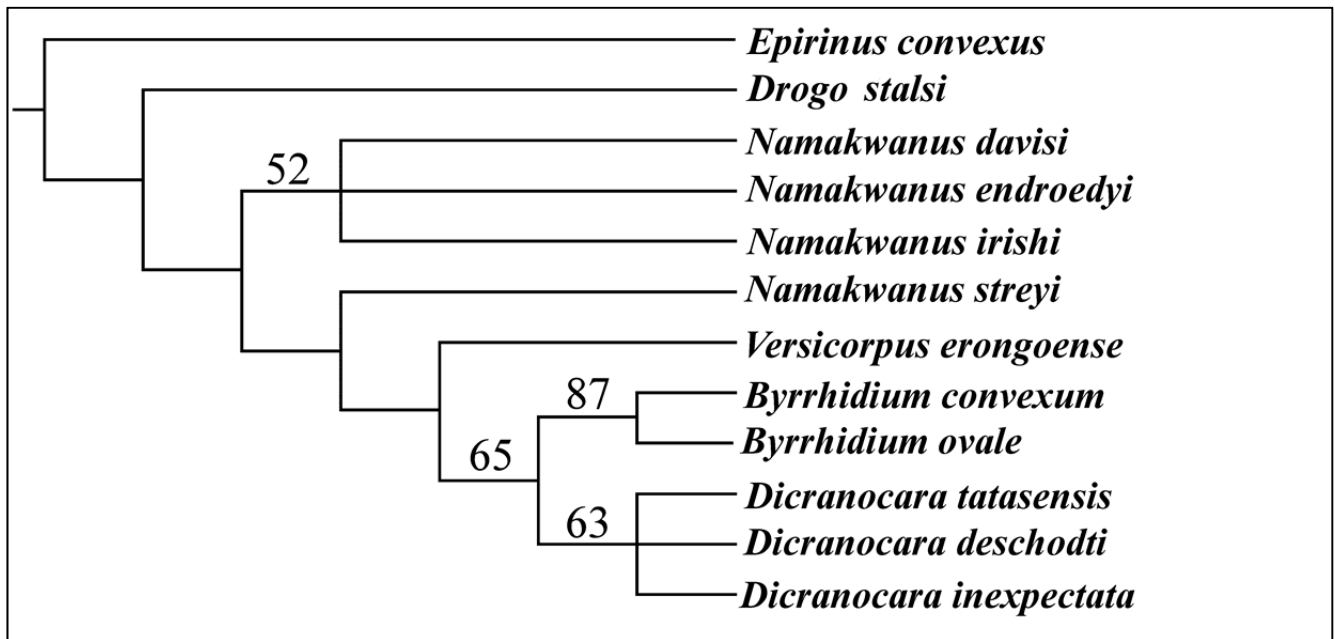 Epirinus convexus
Drogo stalsi
Namakwanus davisi
52
Namakwanus endroedyi
Namakwanus irishi
Namakwanus streyi
Versicorpus erongoense
87
Byrrhidium convexum
Byrrhidium ovale
65
Dicranocara tatasensis
63
Dicranocara deschodti
Dicranocara inexpectata